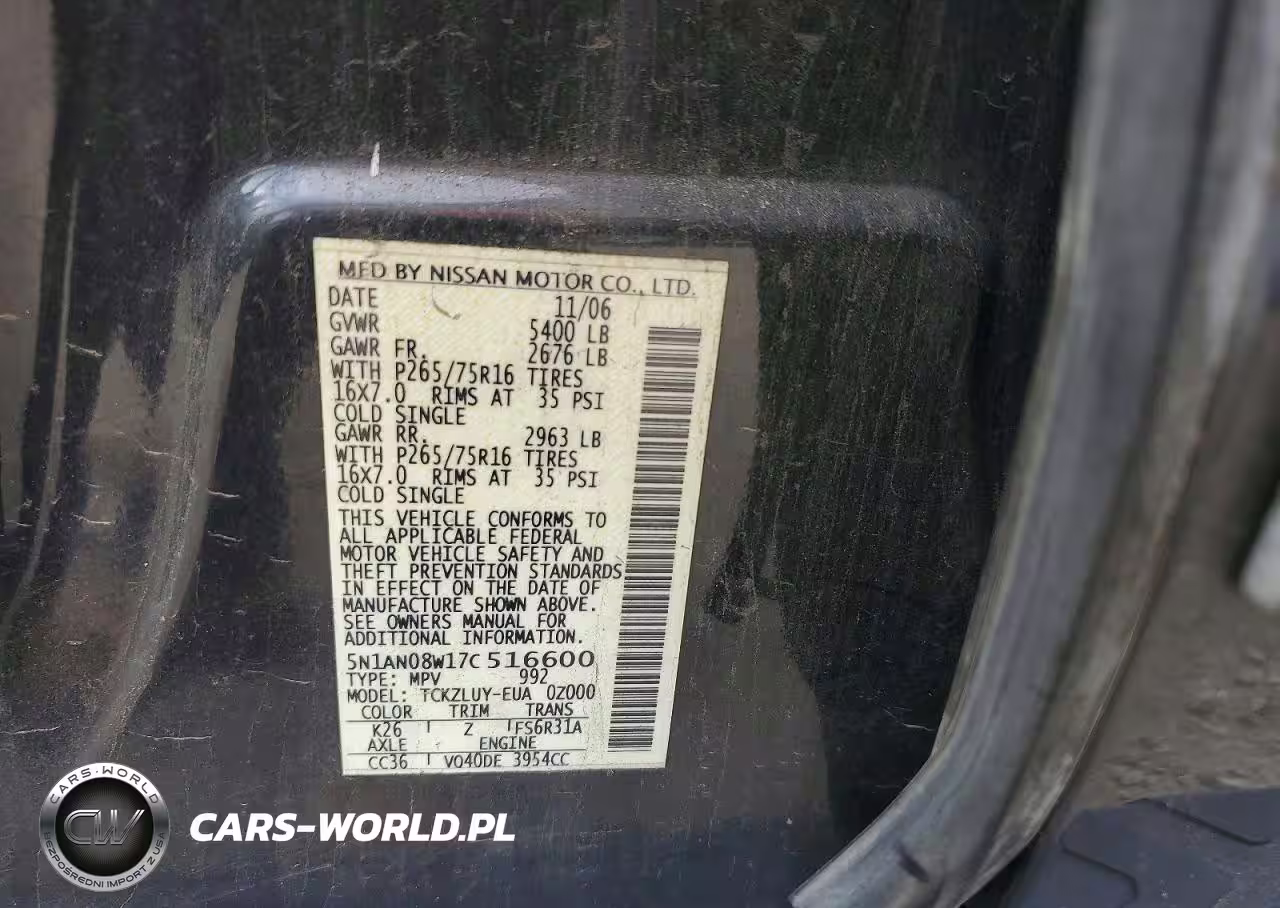 MFD BY NISSAN MOTOR CO., LTD.
DATE 11/06
GVWR 5400 LB
GAWR FR. 2676 LB
WITH P265/75R16 TIRES
16X7.0 RIMS AT 35 PSI
COLD SINGLE
GAWR RR. 2963 LB
WITH P265/75R16 TIRES
16X7.0 RIMS AT 35 PSI
COLD SINGLE
THIS VEHICLE CONFORMS TO
ALL APPLICABLE FEDERAL
MOTOR VEHICLE SAFETY AND
THEFT PREVENTION STANDARDS
IN EFFECT ON THE DATE OF
MANUFACTURE SHOWN ABOVE.
SEE OWNERS MANUAL FOR
ADDITIONAL INFORMATION.
5N1AN08W17C 516600
TYPE: MPV 992
MODEL: TCKZLUY-EUA 0Z000
COLOR TRIM TRANS
K26 Z FS6R31A
AXLE ENGINE
CC36 VQ40DE 3954CC
CARS-WORLD
CW
BEZPOŚREDNI IMPORT Z USA
CARS-WORLD.PL